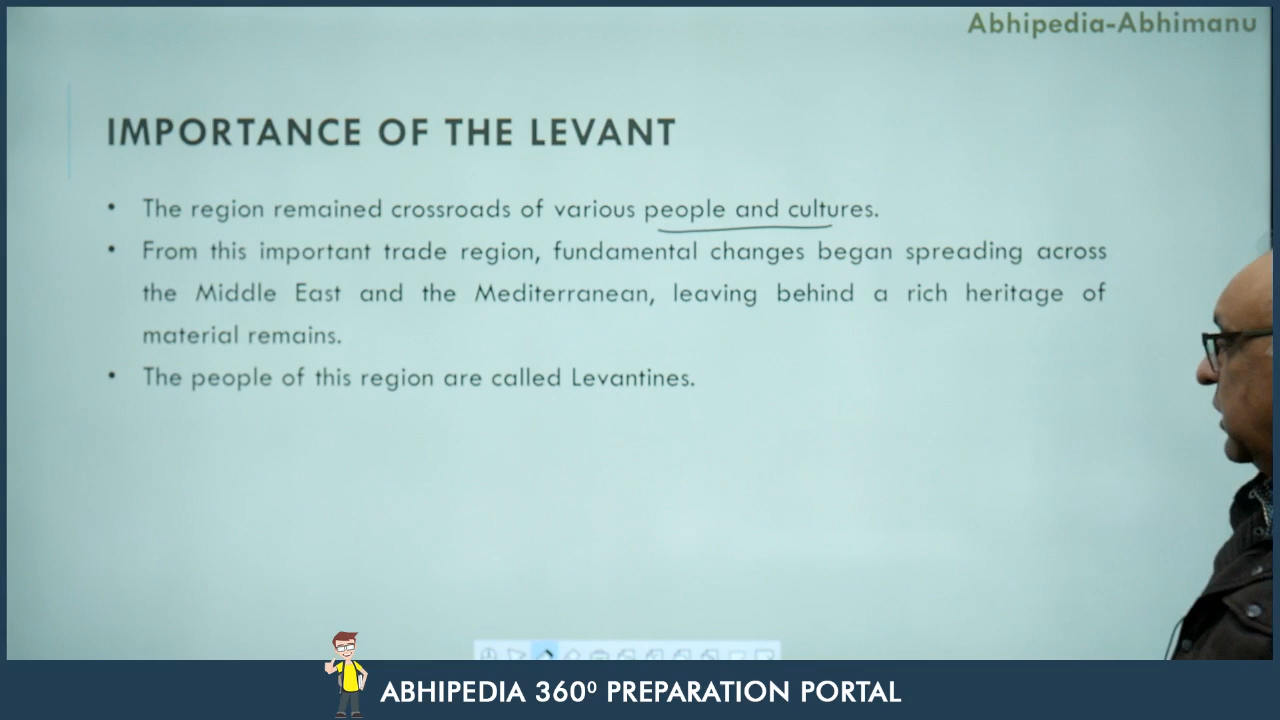 Abhipedia-Abhimanu
IMPORTANCE OF THE LEVANT
• The region remained crossroads of various people and cultures.
• From this important trade region, fundamental changes began spreading across
the Middle East and the Mediterranean, leaving behind a rich heritage of
material remains.
• The people of this region are called Levantines.
ABHIPEDIA 360⁰ PREPARATION PORTAL